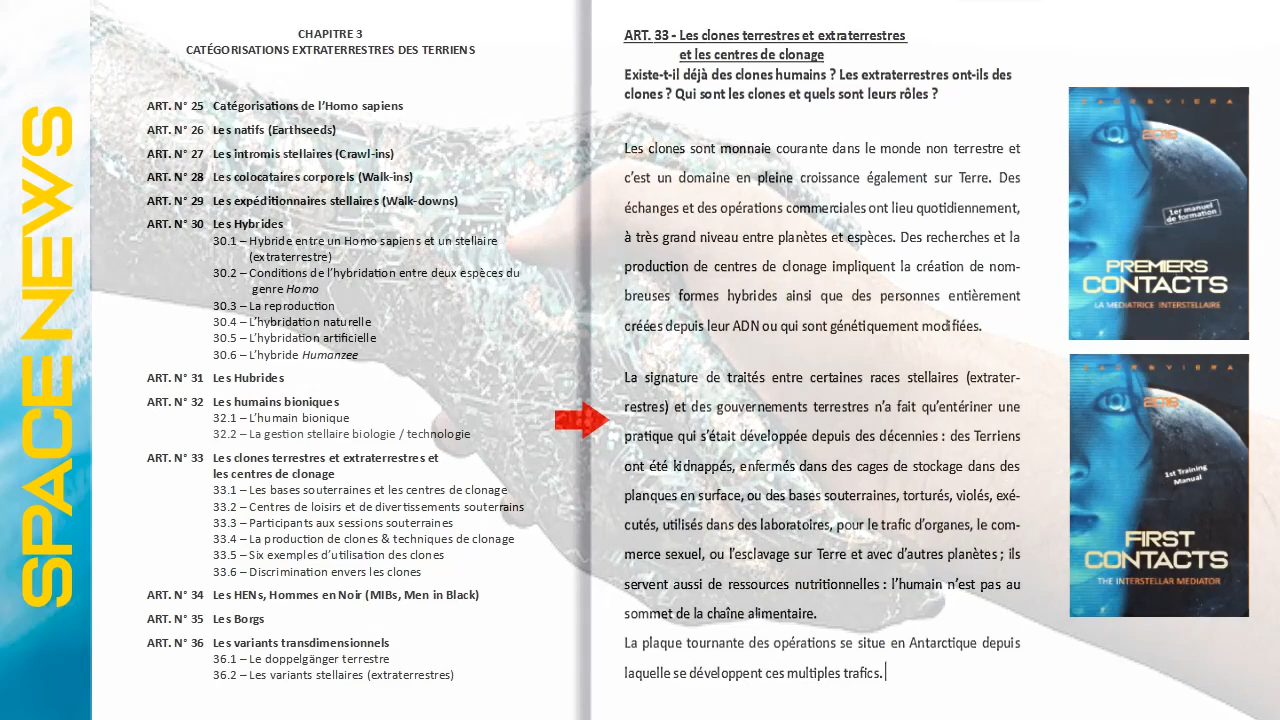 SPACE NEWS
CHAPITRE 3
CATÉGORISATIONS EXTRATERRESTRES DES TERRIENS
ART. N° 25 Catégorisations de l'Homo sapiens
ART. N° 26 Les natifs (Earthseeds)
ART. N° 27 Les intromis stellaires (Crawl-ins)
ART. N° 28 Les colocataires corporels (Walk-ins)
ART. N° 29 Les expéditionnaires stellaires (Walk-downs)
ART. N° 30 Les Hybrides
30.1 – Hybride entre un Homo sapiens et un stellaire
(extraterrestre)
30.2 – Conditions de l'hybridation entre deux espèces du
genre Homo
30.3 – La reproduction
30.4 – L'hybridation naturelle
30.5 – L'hybridation artificielle
30.6 – L'hybride Humanzee
ART. N° 31 Les Hubrides
ART. N° 32 Les humains bioniques
32.1 – L'humain bionique
32.2 – La gestion stellaire biologie / technologie
ART. N° 33 Les clones terrestres et extraterrestres et
les centres de clonage
33.1 – Les bases souterraines et les centres de clonage
33.2 – Centres de loisirs et de divertissements souterrains
33.3 – Participants aux sessions souterraines
33.4 – La production de clones & techniques de clonage
33.5 – Six exemples d'utilisation des clones
33.6 – Discrimination envers les clones
ART. N° 34 Les HENs, Hommes en Noir (MIBs, Men in Black)
ART. N° 35 Les Borgs
ART. N° 36 Les variants transdimensionnels
36.1 – Le doppelgänger terrestre
36.2 – Les variants stellaires (extraterrestres)
ART. 33 - Les clones terrestres et extraterrestres
et les centres de clonage
Existe-t-il déjà des clones humains ? Les extraterrestres ont-ils des
clones ? Qui sont les clones et quels sont leurs rôles ?
Les clones sont monnaie courante dans le monde non terrestre et
c'est un domaine en pleine croissance également sur Terre. Des
échanges et des opérations commerciales ont lieu quotidiennement,
à très grand niveau entre planètes et espèces. Des recherches et la
production de centres de clonage impliquent la création de nom-
breuses formes hybrides ainsi que des personnes entièrement
créées depuis leur ADN ou qui sont génétiquement modifiées.
La signature de traités entre certaines races stellaires (extrater-
restres) et des gouvernements terrestres n'a fait qu'entériner une
pratique qui s'était développée depuis des décennies : des Terriens
ont été kidnappés, enfermés dans des cages de stockage dans des
planques en surface, ou des bases souterraines, torturés, violés, exé-
cutés, utilisés dans des laboratoires, pour le trafic d'organes, le com-
merce sexuel, ou l'esclavage sur Terre et avec d'autres planètes ; ils
servent aussi de ressources nutritionnelles : l'humain n'est pas au
sommet de la chaîne alimentaire.
La plaque tournante des opérations se situe en Antarctique depuis
laquelle se développent ces multiples trafics.
2019
1er manuel
de formation
PREMIERS
CONTACTS
LA MEDIATRICE INTERSTELLAIRE
2019
1st Training
Manual
FIRST
CONTACTS
THE INTERSTELLAR MEDIATOR